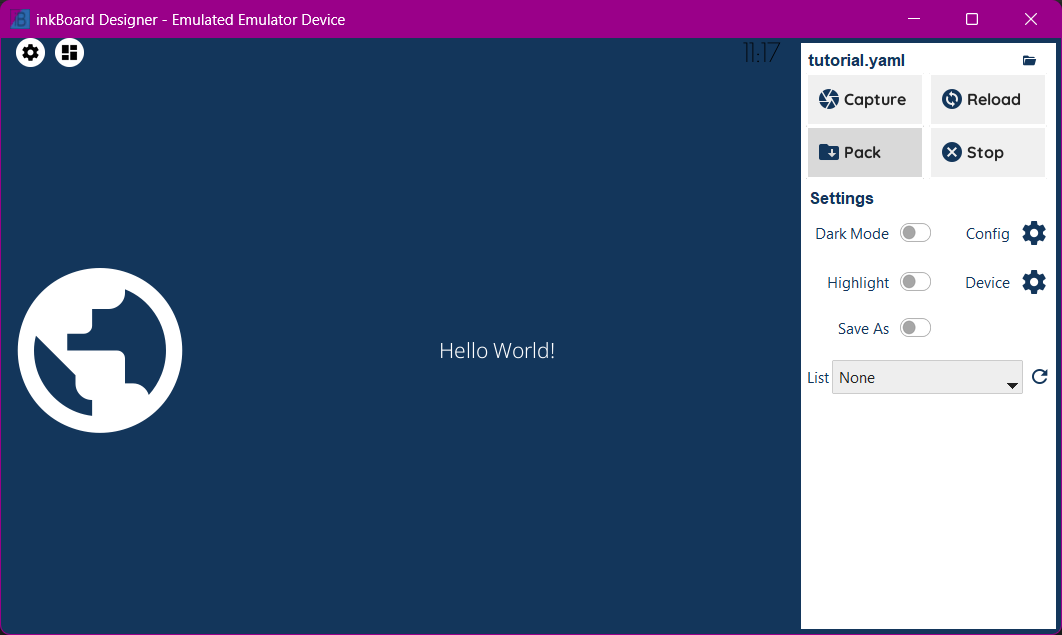 inkBoard Designer - Emulated Emulator Device
11:17
tutorial.yaml
Capture
Reload
Pack
Stop
Settings
Dark Mode
Config
Highlight
Device
Save As
List
None
Hello World!